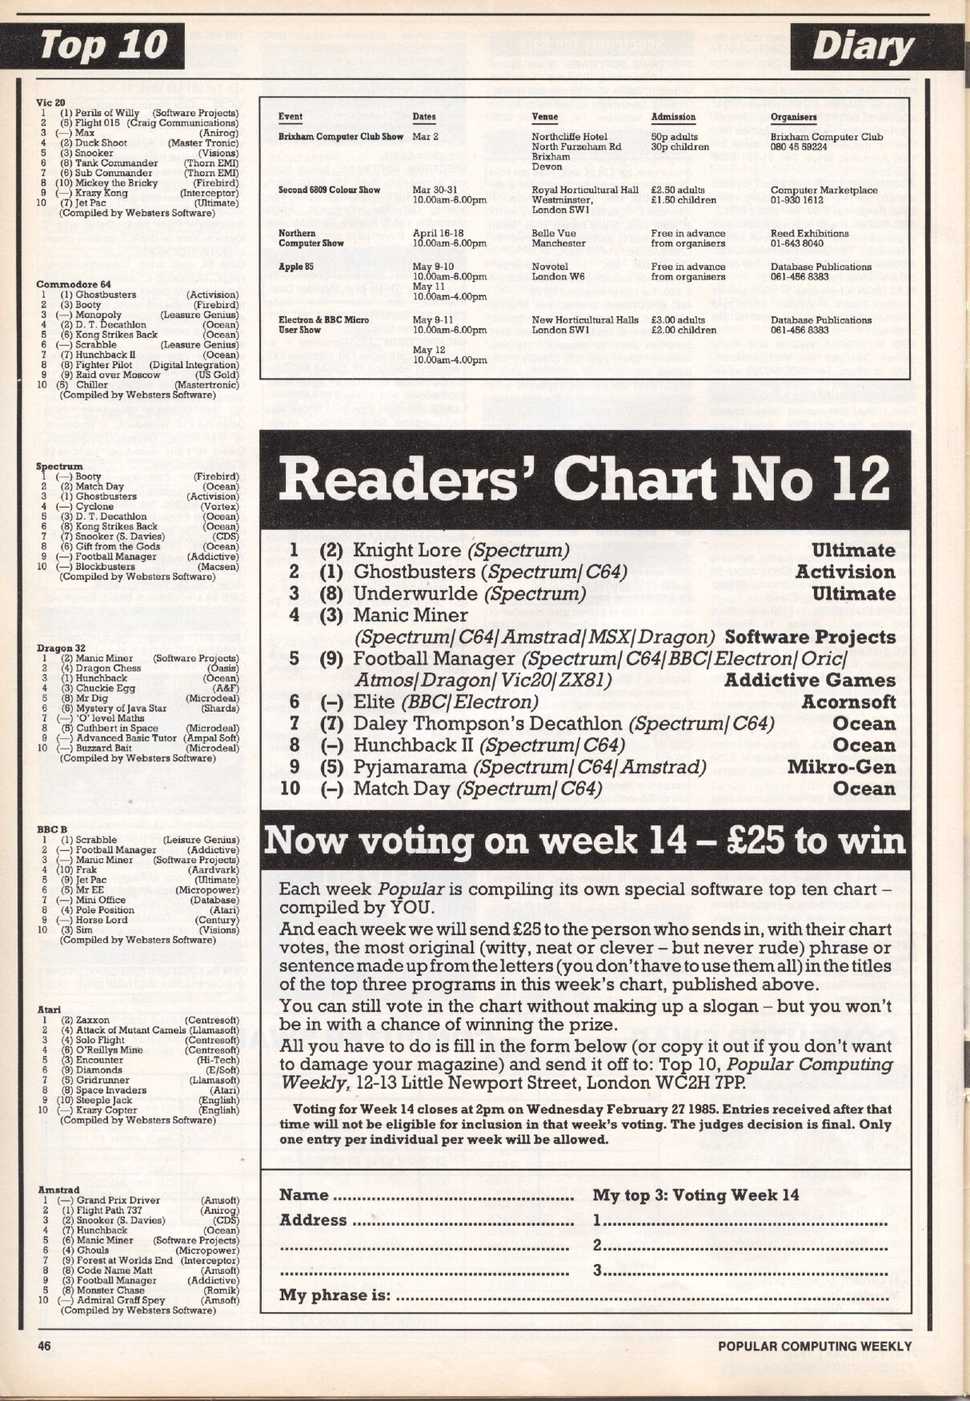 Top 10
Diary
Vic 20
1 (1) Perils of Willy (Software Projects)
2 (5) Flight 015 (Craig Communications)
3 (—) Max (Anirog)
4 (2) Duck Shoot (Master Tronic)
5 (3) Snooker (Visions)
6 (8) Tank Commander (Thorn EMI)
7 (6) Sub Commander (Thorn EMI)
8 (10) Mickey the Bricky (Firebird)
9 (—) Krazy Kong (Interceptor)
10 (7) Jet Pac (Ultimate)
(Compiled by Websters Software)
Commodore 64
1 (1) Ghostbusters (Activision)
2 (3) Booty (Firebird)
3 (—) Monopoly (Leasure Genius)
4 (2) D. T. Decathlon (Ocean)
5 (6) Kong Strikes Back (Ocean)
6 (—) Scrabble (Leasure Genius)
7 (7) Hunchback II (Ocean)
8 (8) Fighter Pilot (Digital Integration)
9 (9) Raid over Moscow (US Gold)
10 (5) Chiller (Mastertronic)
(Compiled by Websters Software)
Spectrum
1 (—) Booty (Firebird)
2 (2) Match Day (Ocean)
3 (1) Ghostbusters (Activision)
4 (—) Cyclone (Vortex)
5 (3) D. T. Decathlon (Ocean)
6 (8) Kong Strikes Back (Ocean)
7 (7) Snooker (S. Davies) (CDS)
8 (6) Gift from the Gods (Ocean)
9 (—) Football Manager (Addictive)
10 (—) Blockbusters (Macsen)
(Compiled by Websters Software)
Dragon 32
1 (2) Manic Miner (Software Projects)
2 (4) Dragon Chess (Oasis)
3 (1) Hunchback (Ocean)
4 (3) Chuckie Egg (A&F)
5 (8) Mr Dig (Microdeal)
6 (6) Mystery of Java Star (Shards)
7 (—) 'O' level Maths
8 (5) Cuthbert in Space (Microdeal)
9 (—) Advanced Basic Tutor (Ampal Soft)
10 (—) Buzzard Bait (Microdeal)
(Compiled by Websters Software)
BBC B
1 (1) Scrabble (Leisure Genius)
2 (—) Football Manager (Addictive)
3 (—) Manic Miner (Software Projects)
4 (10) Frak (Aardvark)
5 (9) Jet Pac (Ultimate)
6 (5) Mr EE (Micropower)
7 (—) Mini Office (Database)
8 (4) Pole Position (Atari)
9 (—) Horse Lord (Century)
10 (3) Sim (Visions)
(Compiled by Websters Software)
Atari
1 (2) Zaxxon (Centresoft)
2 (4) Attack of Mutant Camels (Llamasoft)
3 (4) Solo Flight (Centresoft)
4 (6) O'Reillys Mine (Centresoft)
5 (3) Encounter (Hi-Tech)
6 (9) Diamonds (E/Soft)
7 (5) Gridrunner (Llamasoft)
8 (8) Space Invaders (Atari)
9 (10) Steeple Jack (English)
10 (—) Krazy Copter (English)
(Compiled by Websters Software)
Amstrad
1 (—) Grand Prix Driver (Amsoft)
2 (1) Flight Path 737 (Anirog)
3 (2) Snooker (S. Davies) (CDS)
4 (7) Hunchback (Ocean)
5 (6) Manic Miner (Software Projects)
6 (4) Ghouls (Micropower)
7 (9) Forest at Worlds End (Interceptor)
8 (8) Code Name Matt (Amsoft)
9 (3) Football Manager (Addictive)
5 (8) Monster Chase (Romik)
10 (—) Admiral Graff Spey (Amsoft)
(Compiled by Websters Software)
Event Dates Venue Admission Organisers
Brixham Computer Club Show Mar 2 Northcliffe Hotel 50p adults Brixham Computer Club
North Furzeham Rd 30p children 080 45 59224
Brixham
Devon
Second 6809 Colour Show Mar 30-31 Royal Horticultural Hall £2.50 adults Computer Marketplace
10.00am-6.00pm Westminster, £1.50 children 01-930 1612
London SW1
Northern April 16-18 Belle Vue Free in advance Reed Exhibitions
Computer Show 10.00am-6.00pm Manchester from organisers 01-643 8040
Apple 85 May 9-10 Novotel Free in advance Database Publications
10.00am-6.00pm London W6 from organisers 061-456 8383
May 11
10.00am-4.00pm
Electron & BBC Micro May 9-11 New Horticultural Halls £3.00 adults Database Publications
User Show 10.00am-6.00pm London SW1 £2.00 children 061-456 8383
May 12
10.00am-4.00pm
Readers' Chart No 12
1 (2) Knight Lore (Spectrum) Ultimate
2 (1) Ghostbusters (Spectrum/C64) Activision
3 (8) Underwurlde (Spectrum) Ultimate
4 (3) Manic Miner
(Spectrum/C64/Amstrad/MSX/Dragon) Software Projects
5 (9) Football Manager (Spectrum/C64/BBC/Electron/Oric/
Atmos/Dragon/Vic20/ZX81) Addictive Games
6 (–) Elite (BBC/Electron) Acornsoft
7 (7) Daley Thompson's Decathlon (Spectrum/C64) Ocean
8 (–) Hunchback II (Spectrum/C64) Ocean
9 (5) Pyjamarama (Spectrum/C64/Amstrad) Mikro-Gen
10 (–) Match Day (Spectrum/C64) Ocean
Now voting on week 14 – £25 to win
Each week Popular is compiling its own special software top ten chart –
compiled by YOU.
And each week we will send £25 to the person who sends in, with their chart
votes, the most original (witty, neat or clever – but never rude) phrase or
sentence made up from the letters (you don't have to use them all) in the titles
of the top three programs in this week's chart, published above.
You can still vote in the chart without making up a slogan – but you won't
be in with a chance of winning the prize.
All you have to do is fill in the form below (or copy it out if you don't want
to damage your magazine) and send it off to: Top 10, Popular Computing
Weekly, 12-13 Little Newport Street, London WC2H 7PP.
Voting for Week 14 closes at 2pm on Wednesday February 27 1985. Entries received after that
time will not be eligible for inclusion in that week's voting. The judges decision is final. Only
one entry per individual per week will be allowed.
Name ........ My top 3: Voting Week 14
Address ........ 1........
........ 2........
........ 3........
My phrase is: ........
46
POPULAR COMPUTING WEEKLY